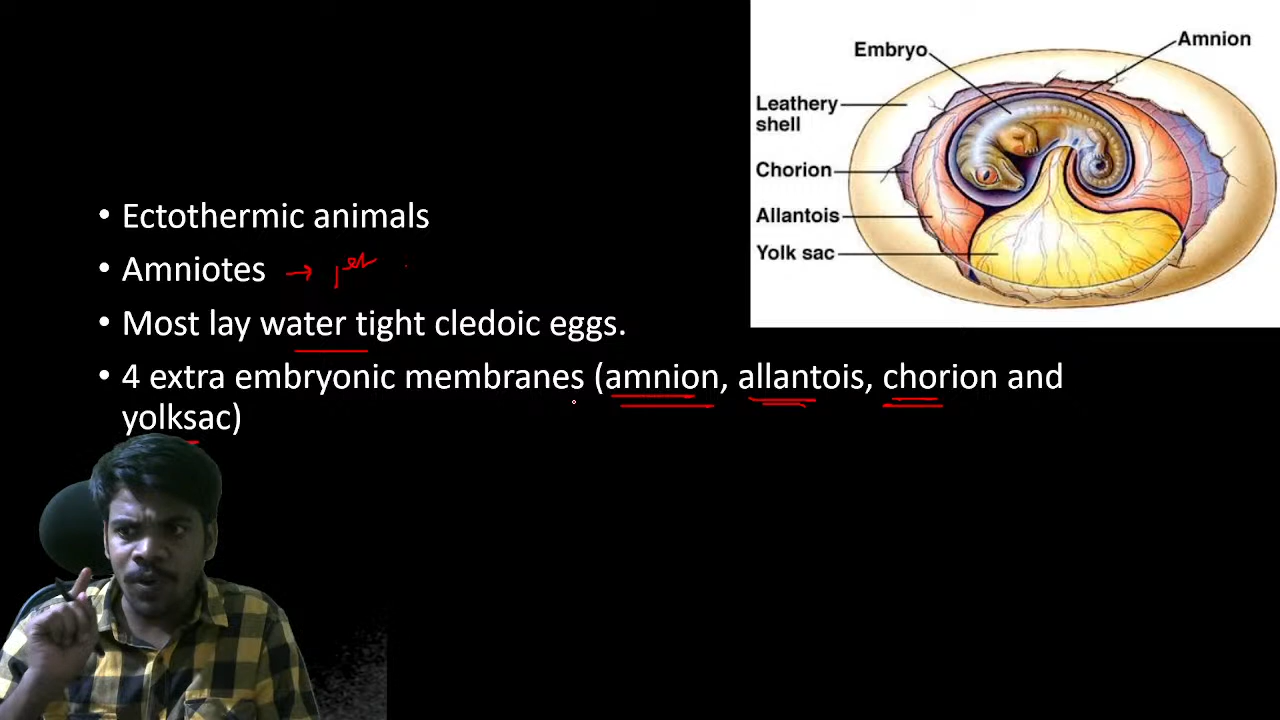 Embryo
Amnion
Leathery
shell
Chorion
Allantois
Yolk sac
• Ectothermic animals
• Amniotes →
• Most lay water tight cledoic eggs.
• 4 extra embryonic membranes (amnion, allantois, chorion and
yolksac)